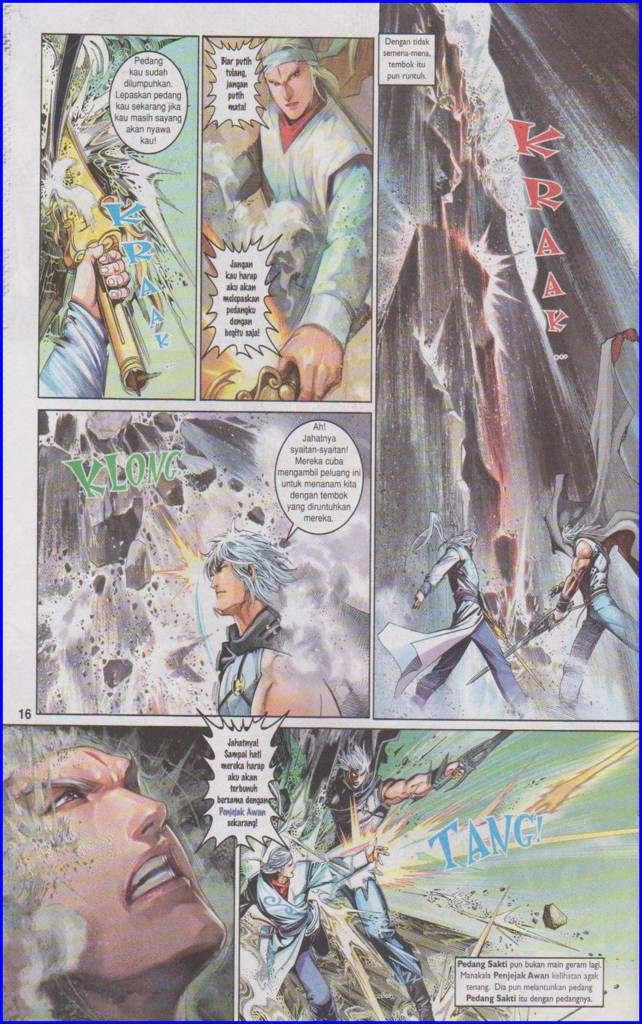 Pedang
kau sudah
dilumpuhkan.
Lepaskan pedang
kau sekarang jika
kau masih sayang
akan nyawa
kau!
KRAAK
Biar putih
tulang,
jangan
putih
mata!
Jangan
kau harap
aku akan
melepaskan
pedangku
dengan
begitu saja!
Dengan tidak
semena-mena,
tembok itu
pun runtuh.
KRAAK...
KLONG...
Ah!
Jahatnya
syaitan-syaitan!
Mereka cuba
mengambil peluang ini
untuk menanam kita
dengan tembok
yang diruntuhkan
mereka.
16
Jahatnya!
Sampai hati
mereka harap
aku akan
terbunuh
bersama dengan
Penjejak Awan
sekarang!
TANG!
Pedang Sakti pun bukan main geram lagi.
Manakala Penjejak Awan kelihatan agak
tenang. Dia pun melantunkan pedang
Pedang Sakti itu dengan pedangnya.